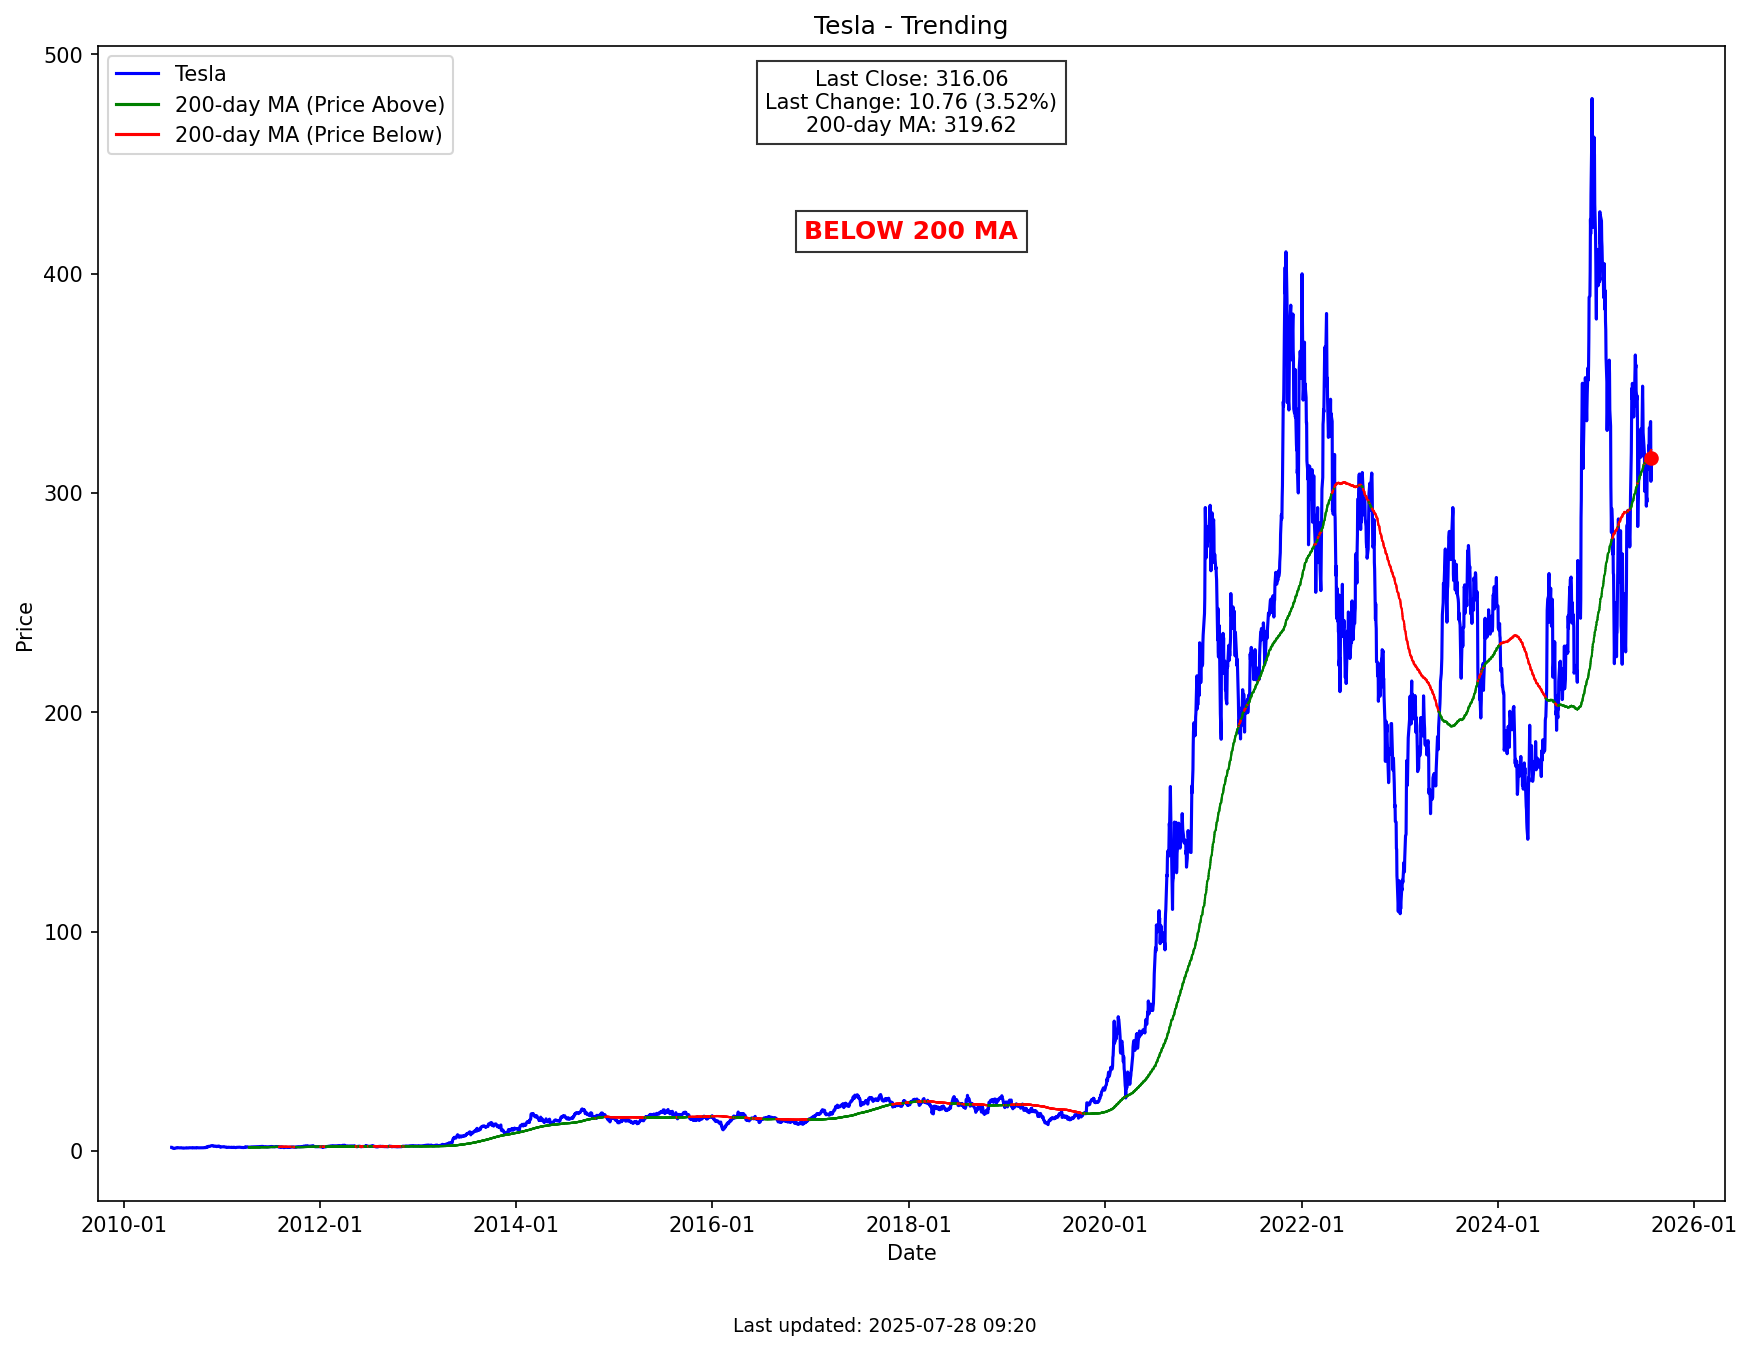 Tesla - Trending
500
400
300
200
100
0
Price
Tesla
200-day MA (Price Above)
200-day MA (Price Below)
Last Close: 316.06
Last Change: 10.76 (3.52%)
200-day MA: 319.62
BELOW 200 MA
2010-01
2012-01
2014-01
2016-01
2018-01
2020-01
2022-01
2024-01
2026-01
Date
Last updated: 2025-07-28 09:20